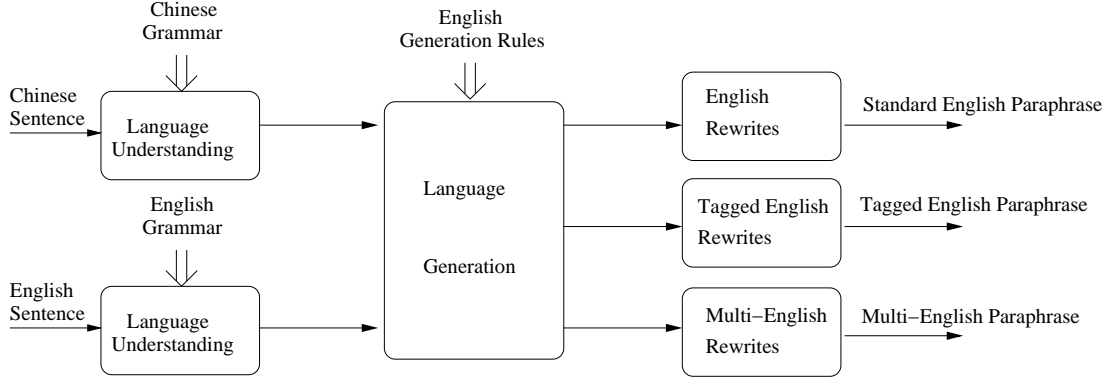 Chinese
Grammar
English
Generation Rules
Chinese
Sentence
Language
Understanding
English
Rewrites
Standard English Paraphrase
English
Grammar
Language
Generation
Tagged English
Rewrites
Tagged English Paraphrase
English
Sentence
Language
Understanding
Multi−English
Rewrites
Multi−English Paraphrase